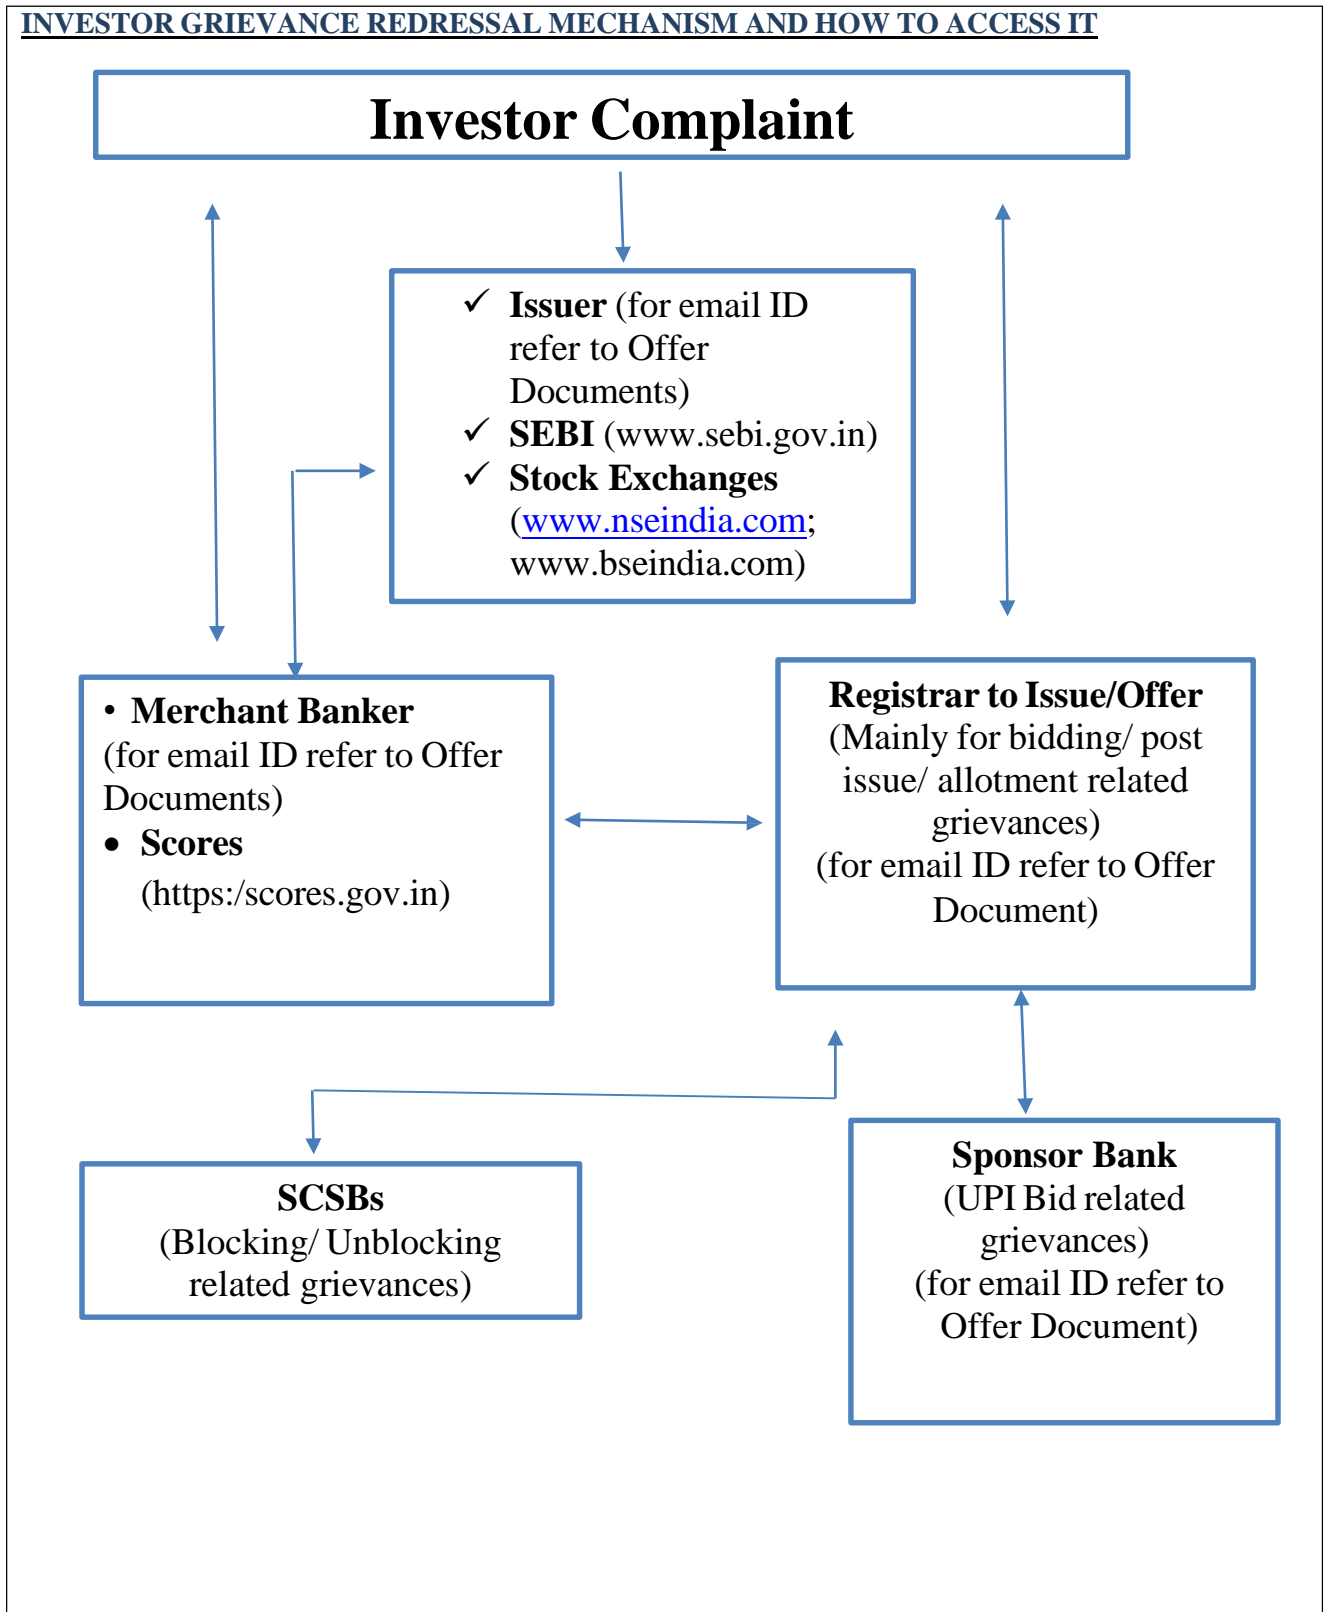 INVESTOR GRIEVANCE REDRESSAL MECHANISM AND HOW TO ACCESS IT
Investor Complaint
✓ Issuer (for email ID
refer to Offer
Documents)
✓ SEBI (www.sebi.gov.in)
✓ Stock Exchanges
(www.nseindia.com;
www.bseindia.com)
• Merchant Banker
(for email ID refer to Offer
Documents)
• Scores
(https:/scores.gov.in)
Registrar to Issue/Offer
(Mainly for bidding/ post
issue/ allotment related
grievances)
(for email ID refer to Offer
Document)
SCSBs
(Blocking/ Unblocking
related grievances)
Sponsor Bank
(UPI Bid related
grievances)
(for email ID refer to
Offer Document)